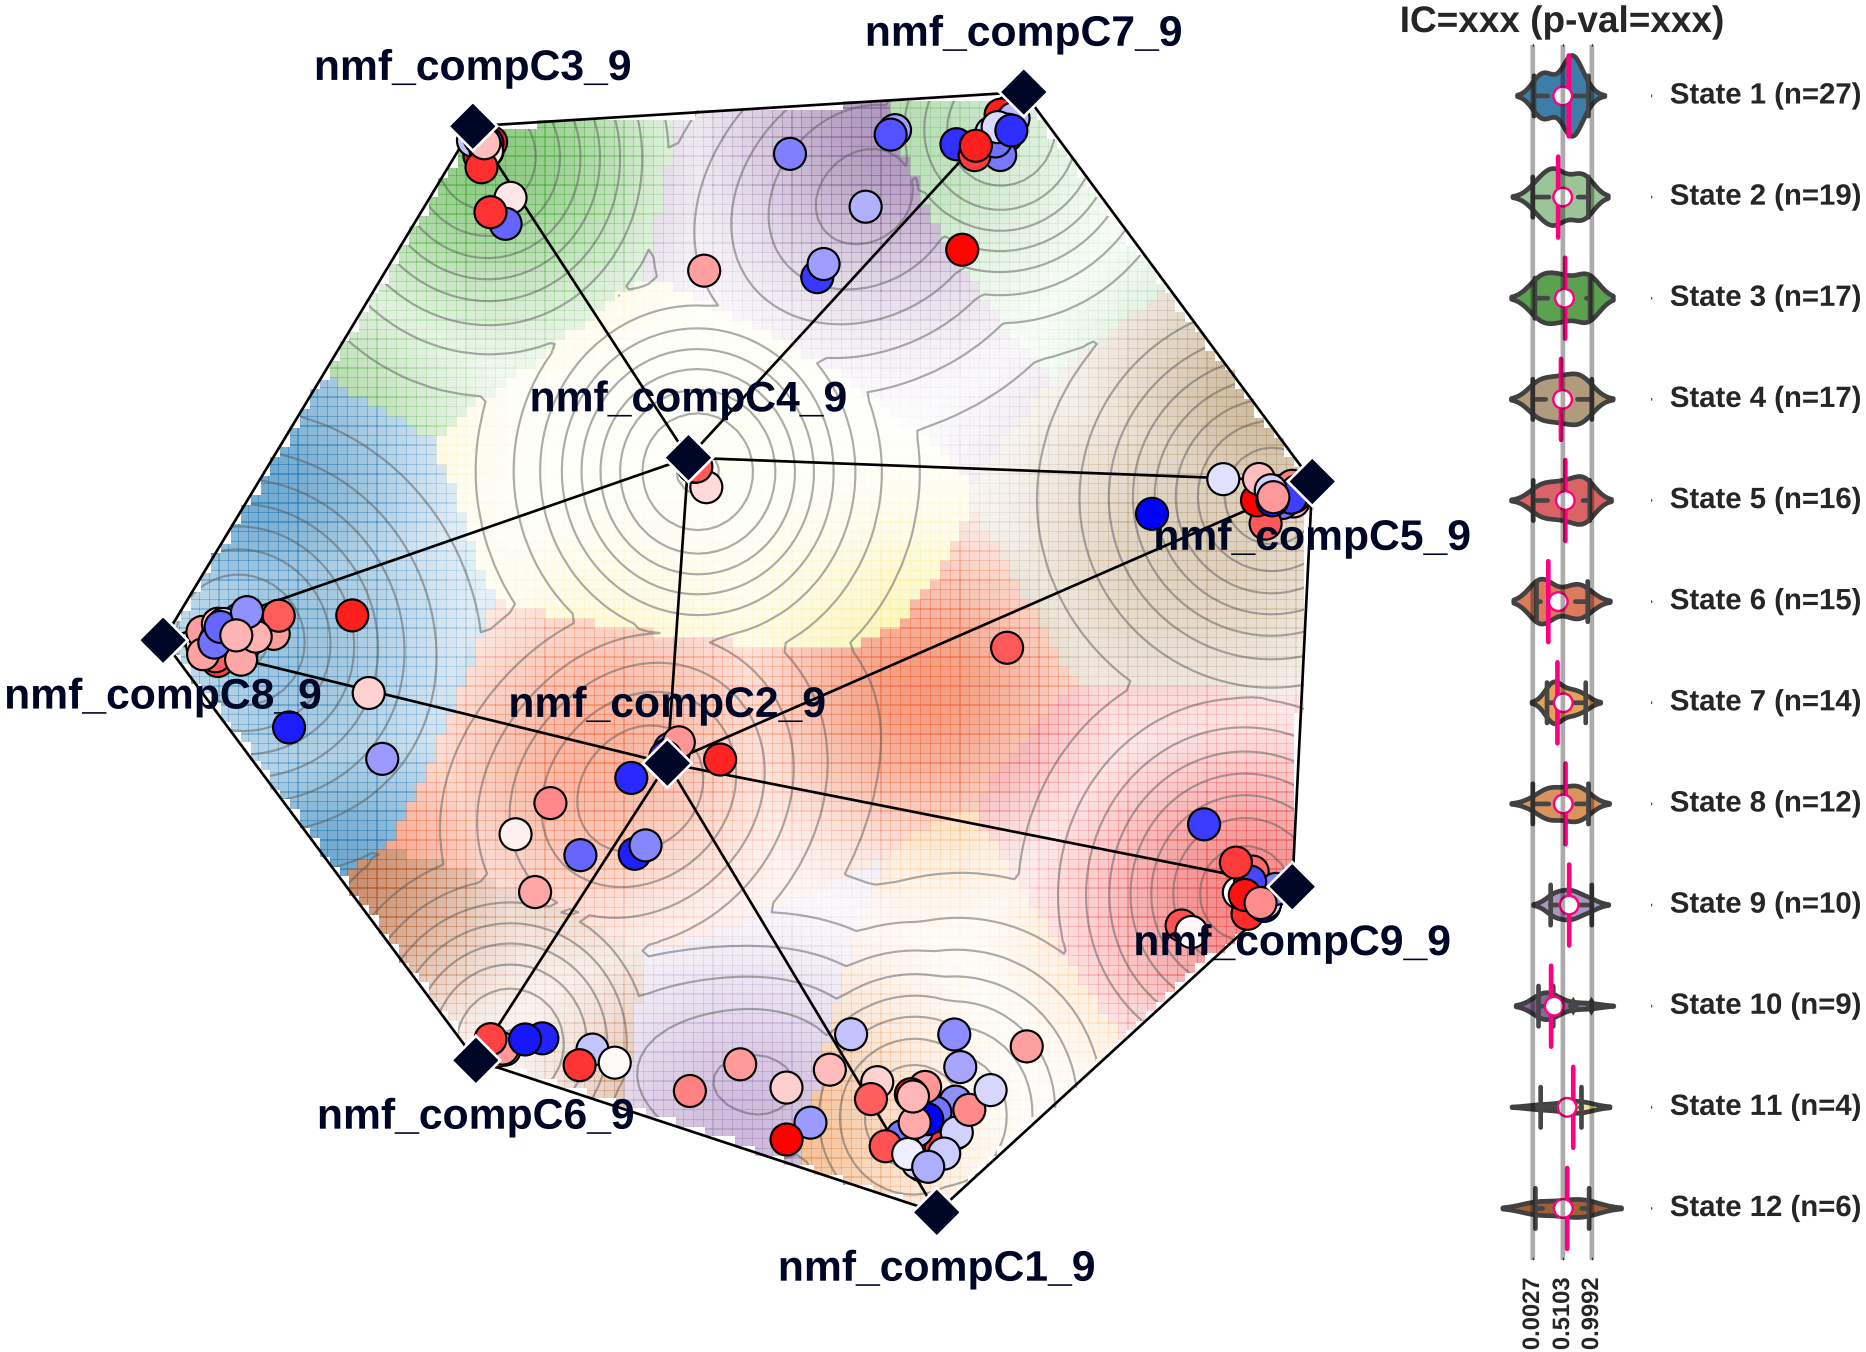 IC=xxx (p-val=xxx)
nmf_compC7_9
nmf_compC3_9
nmf_compC4_9
nmf_compC5_9
nmf_compC8_9
nmf_compC2_9
nmf_compC9_9
nmf_compC6_9
nmf_compC1_9
State 1 (n=27)
State 2 (n=19)
State 3 (n=17)
State 4 (n=17)
State 5 (n=16)
State 6 (n=15)
State 7 (n=14)
State 8 (n=12)
State 9 (n=10)
State 10 (n=9)
State 11 (n=4)
State 12 (n=6)
0.0027
0.5103
0.9992